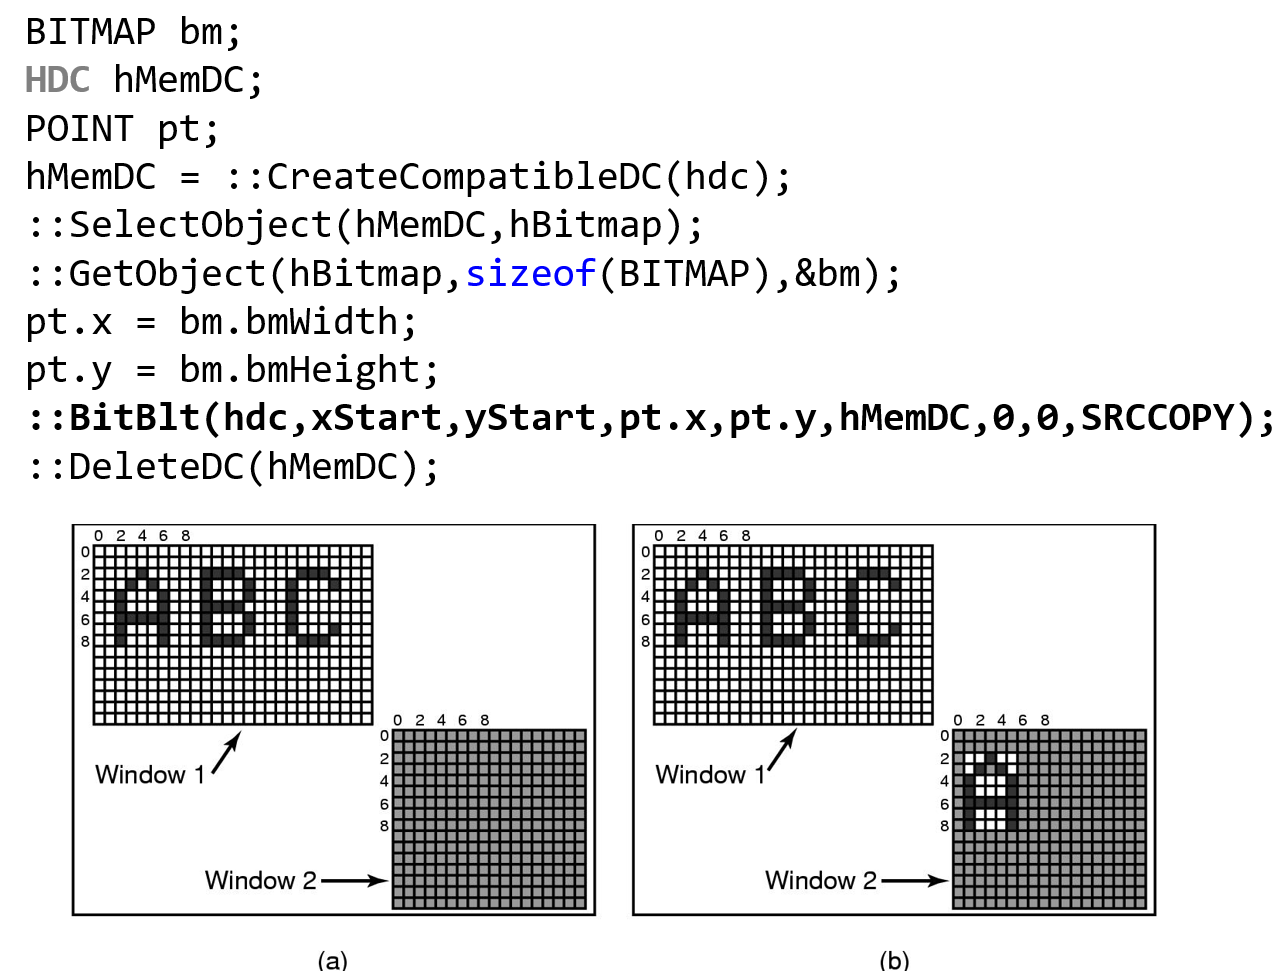 BITMAP bm;
HDC hMemDC;
POINT pt;
hMemDC = ::CreateCompatibleDC(hdc);
::SelectObject(hMemDC,hBitmap);
::GetObject(hBitmap,sizeof(BITMAP),&bm);
pt.x = bm.bmWidth;
pt.y = bm.bmHeight;
::BitBlt(hdc,xStart,yStart,pt.x,pt.y,hMemDC,0,0,SRCCOPY);
::DeleteDC(hMemDC);
0 2 4 6 8
0
2
4
6
8
A B C
Window 1
0 2 4 6 8
0
2
4
6
8
Window 2
(a)
0 2 4 6 8
0
2
4
6
8
A B C
Window 1
0 2 4 6 8
0
2
4
6
8
A
Window 2
(b)